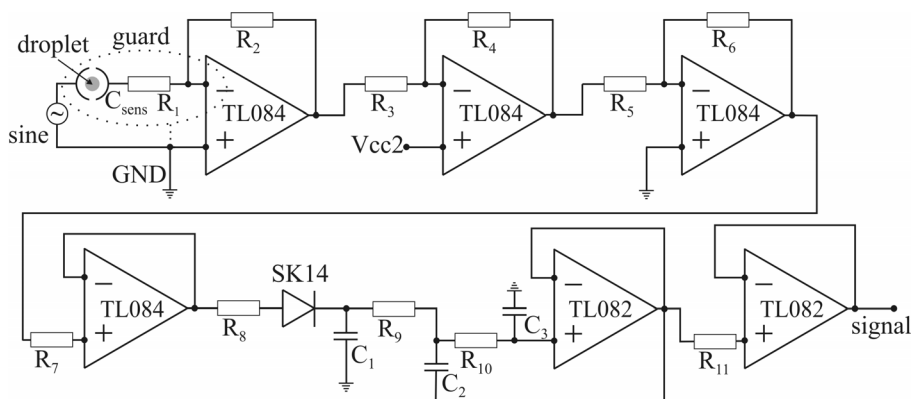 droplet guard
R₂ R₄ R₆
C_sens R₁ − TL084 + R₃ − TL084 + R₅ − TL084 +
sine ~ GND Vcc2
− TL084 + SK14 − TL082 + − TL082 +
R₇ R₈ C₁ R₉ C₂ R₁₀ C₃ R₁₁ signal